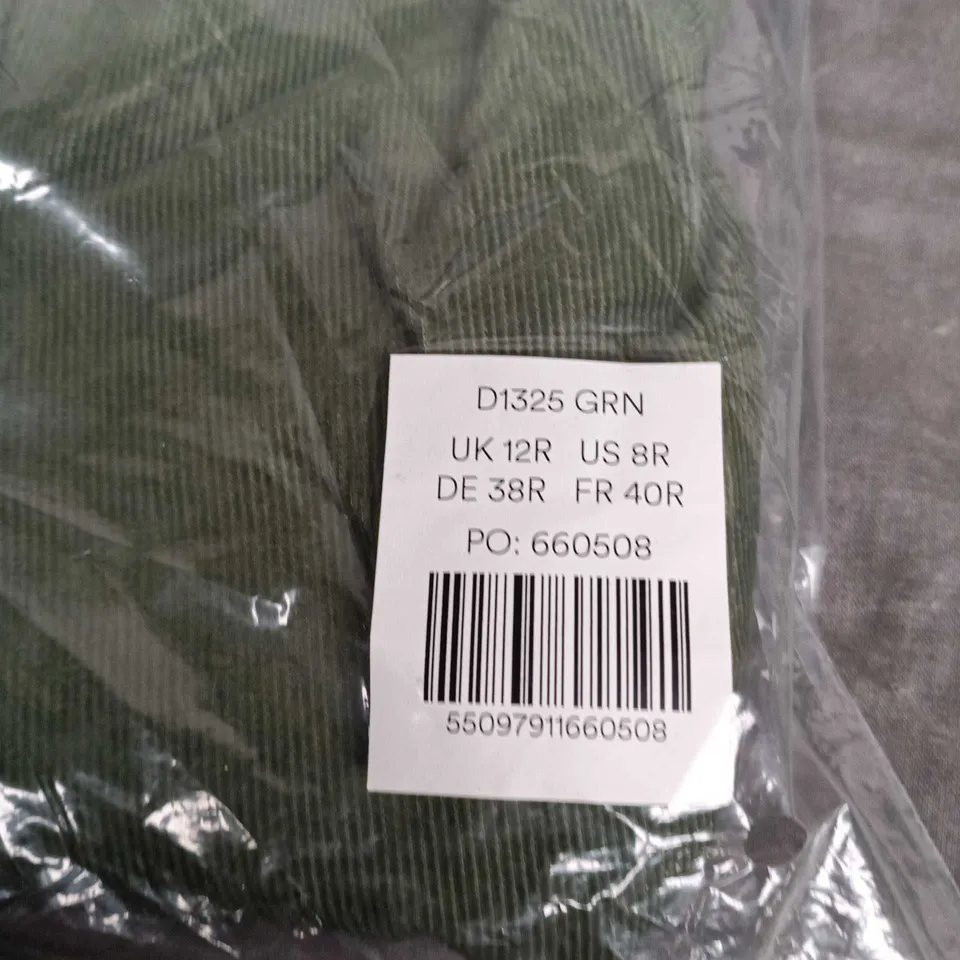 D1325 GRN
UK 12R US 8R
DE 38R FR 40R
PO: 660508
55097911660508